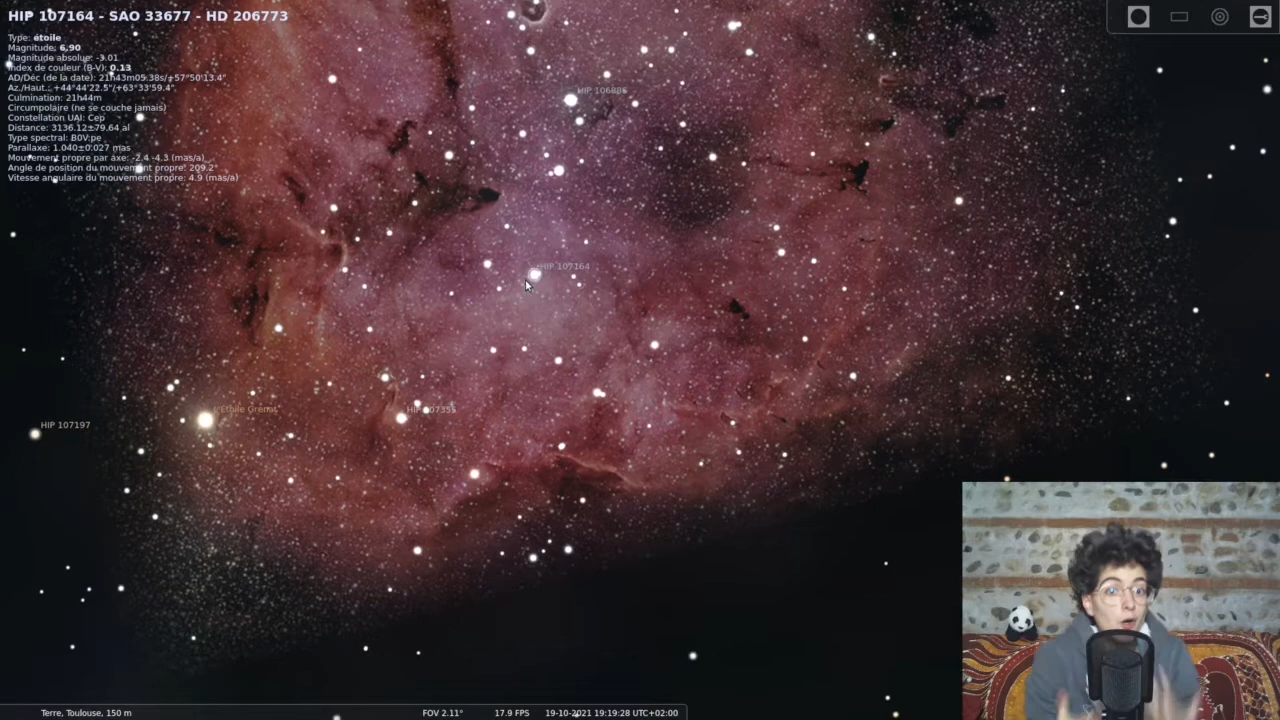 HIP 107164 - SAO 33677 - HD 206773
Type: étoile
Magnitude: 6,90
Magnitude absolue: -3.01
Index de couleur (B-V): 0.13
AD/Déc (de la date): 21h43m05.38s/+57°50'13.4"
Az./Haut.: +44°44'22.5"/+63°33'59.4"
Culmination: 21h44m
Circumpolaire (ne se couche jamais)
Constellation UAI: Cep
Distance: 3136.12±79.64 al
Type spectral: B0V:pe
Parallaxe: 1.040±0.027 mas
Mouvement propre par axe: -2.4 -4.3 (mas/a)
Angle de position du mouvement propre: 209.2°
Vitesse angulaire du mouvement propre: 4.9 (mas/a)
HIP 106886
HIP 107164
L'Étoile Grenat
HIP 107355
HIP 107197
Terre, Toulouse, 150 m
FOV 2.11°
17.9 FPS
19-10-2021 19:19:28 UTC+02:00